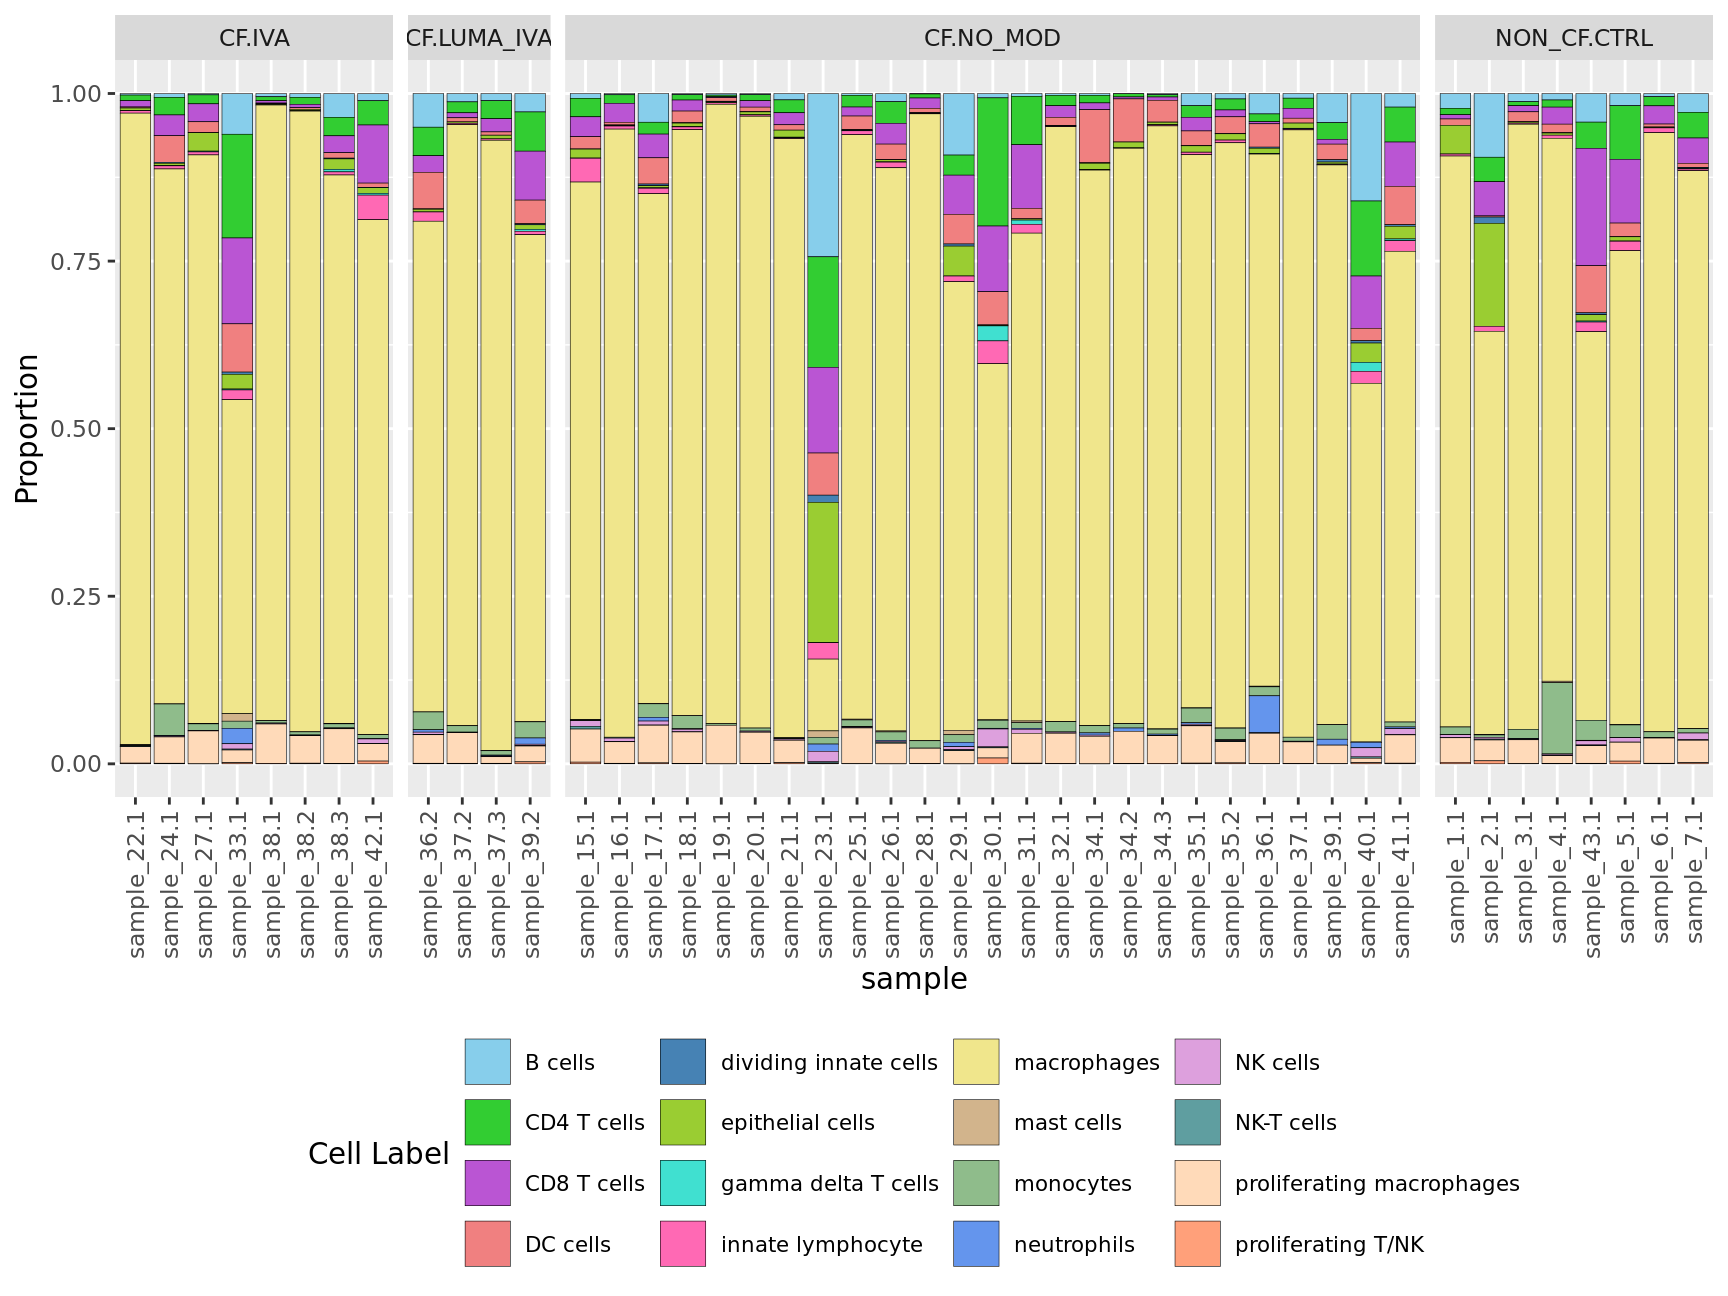 CF.IVA CF.LUMA_IVA CF.NO_MOD NON_CF.CTRL
1.00
0.75
0.50
0.25
0.00
Proportion
sample_22.1 sample_24.1 sample_27.1 sample_33.1 sample_38.1 sample_38.2 sample_38.3 sample_42.1 sample_36.2 sample_37.2 sample_37.3 sample_39.2 sample_15.1 sample_16.1 sample_17.1 sample_18.1 sample_19.1 sample_20.1 sample_21.1 sample_23.1 sample_25.1 sample_26.1 sample_28.1 sample_29.1 sample_30.1 sample_31.1 sample_32.1 sample_34.1 sample_34.2 sample_34.3 sample_35.1 sample_35.2 sample_36.1 sample_37.1 sample_39.1 sample_40.1 sample_41.1 sample_1.1 sample_2.1 sample_3.1 sample_4.1 sample_43.1 sample_5.1 sample_6.1 sample_7.1
sample
Cell Label
B cells dividing innate cells macrophages NK cells
CD4 T cells epithelial cells mast cells NK-T cells
CD8 T cells gamma delta T cells monocytes proliferating macrophages
DC cells innate lymphocyte neutrophils proliferating T/NK